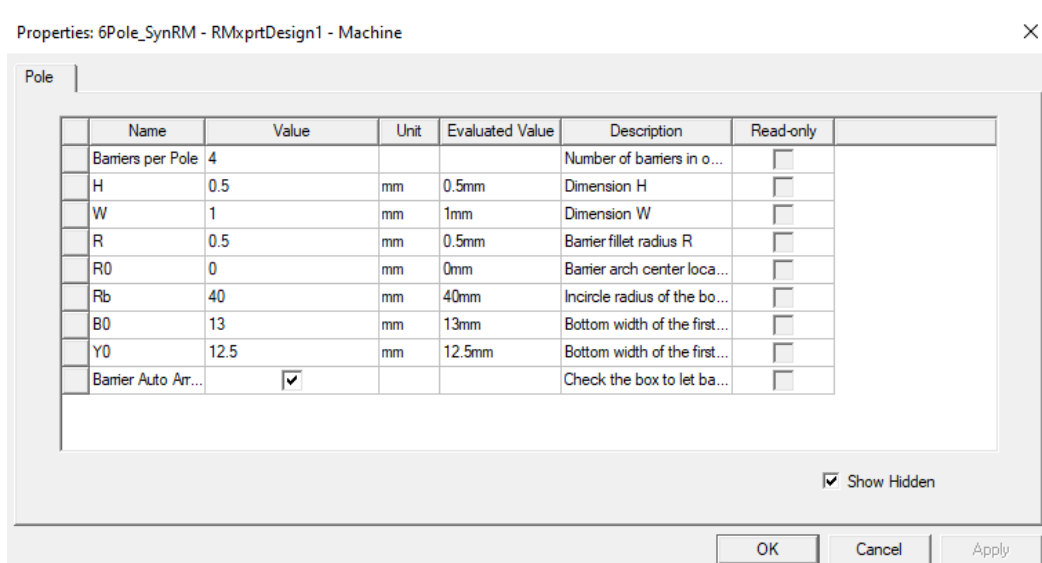 Properties: 6Pole_SynRM - RMxprtDesign1 - Machine
Pole
Name Value Unit Evaluated Value Description Read-only
Barriers per Pole 4 Number of barriers in o...
H 0.5 mm 0.5mm Dimension H
W 1 mm 1mm Dimension W
R 0.5 mm 0.5mm Barrier fillet radius R
R0 0 mm 0mm Barrier arch center loca...
Rb 40 mm 40mm Incircle radius of the bo...
B0 13 mm 13mm Bottom width of the first...
Y0 12.5 mm 12.5mm Bottom width of the first...
Barrier Auto Arr... Check the box to let ba...
Show Hidden
OK Cancel Apply